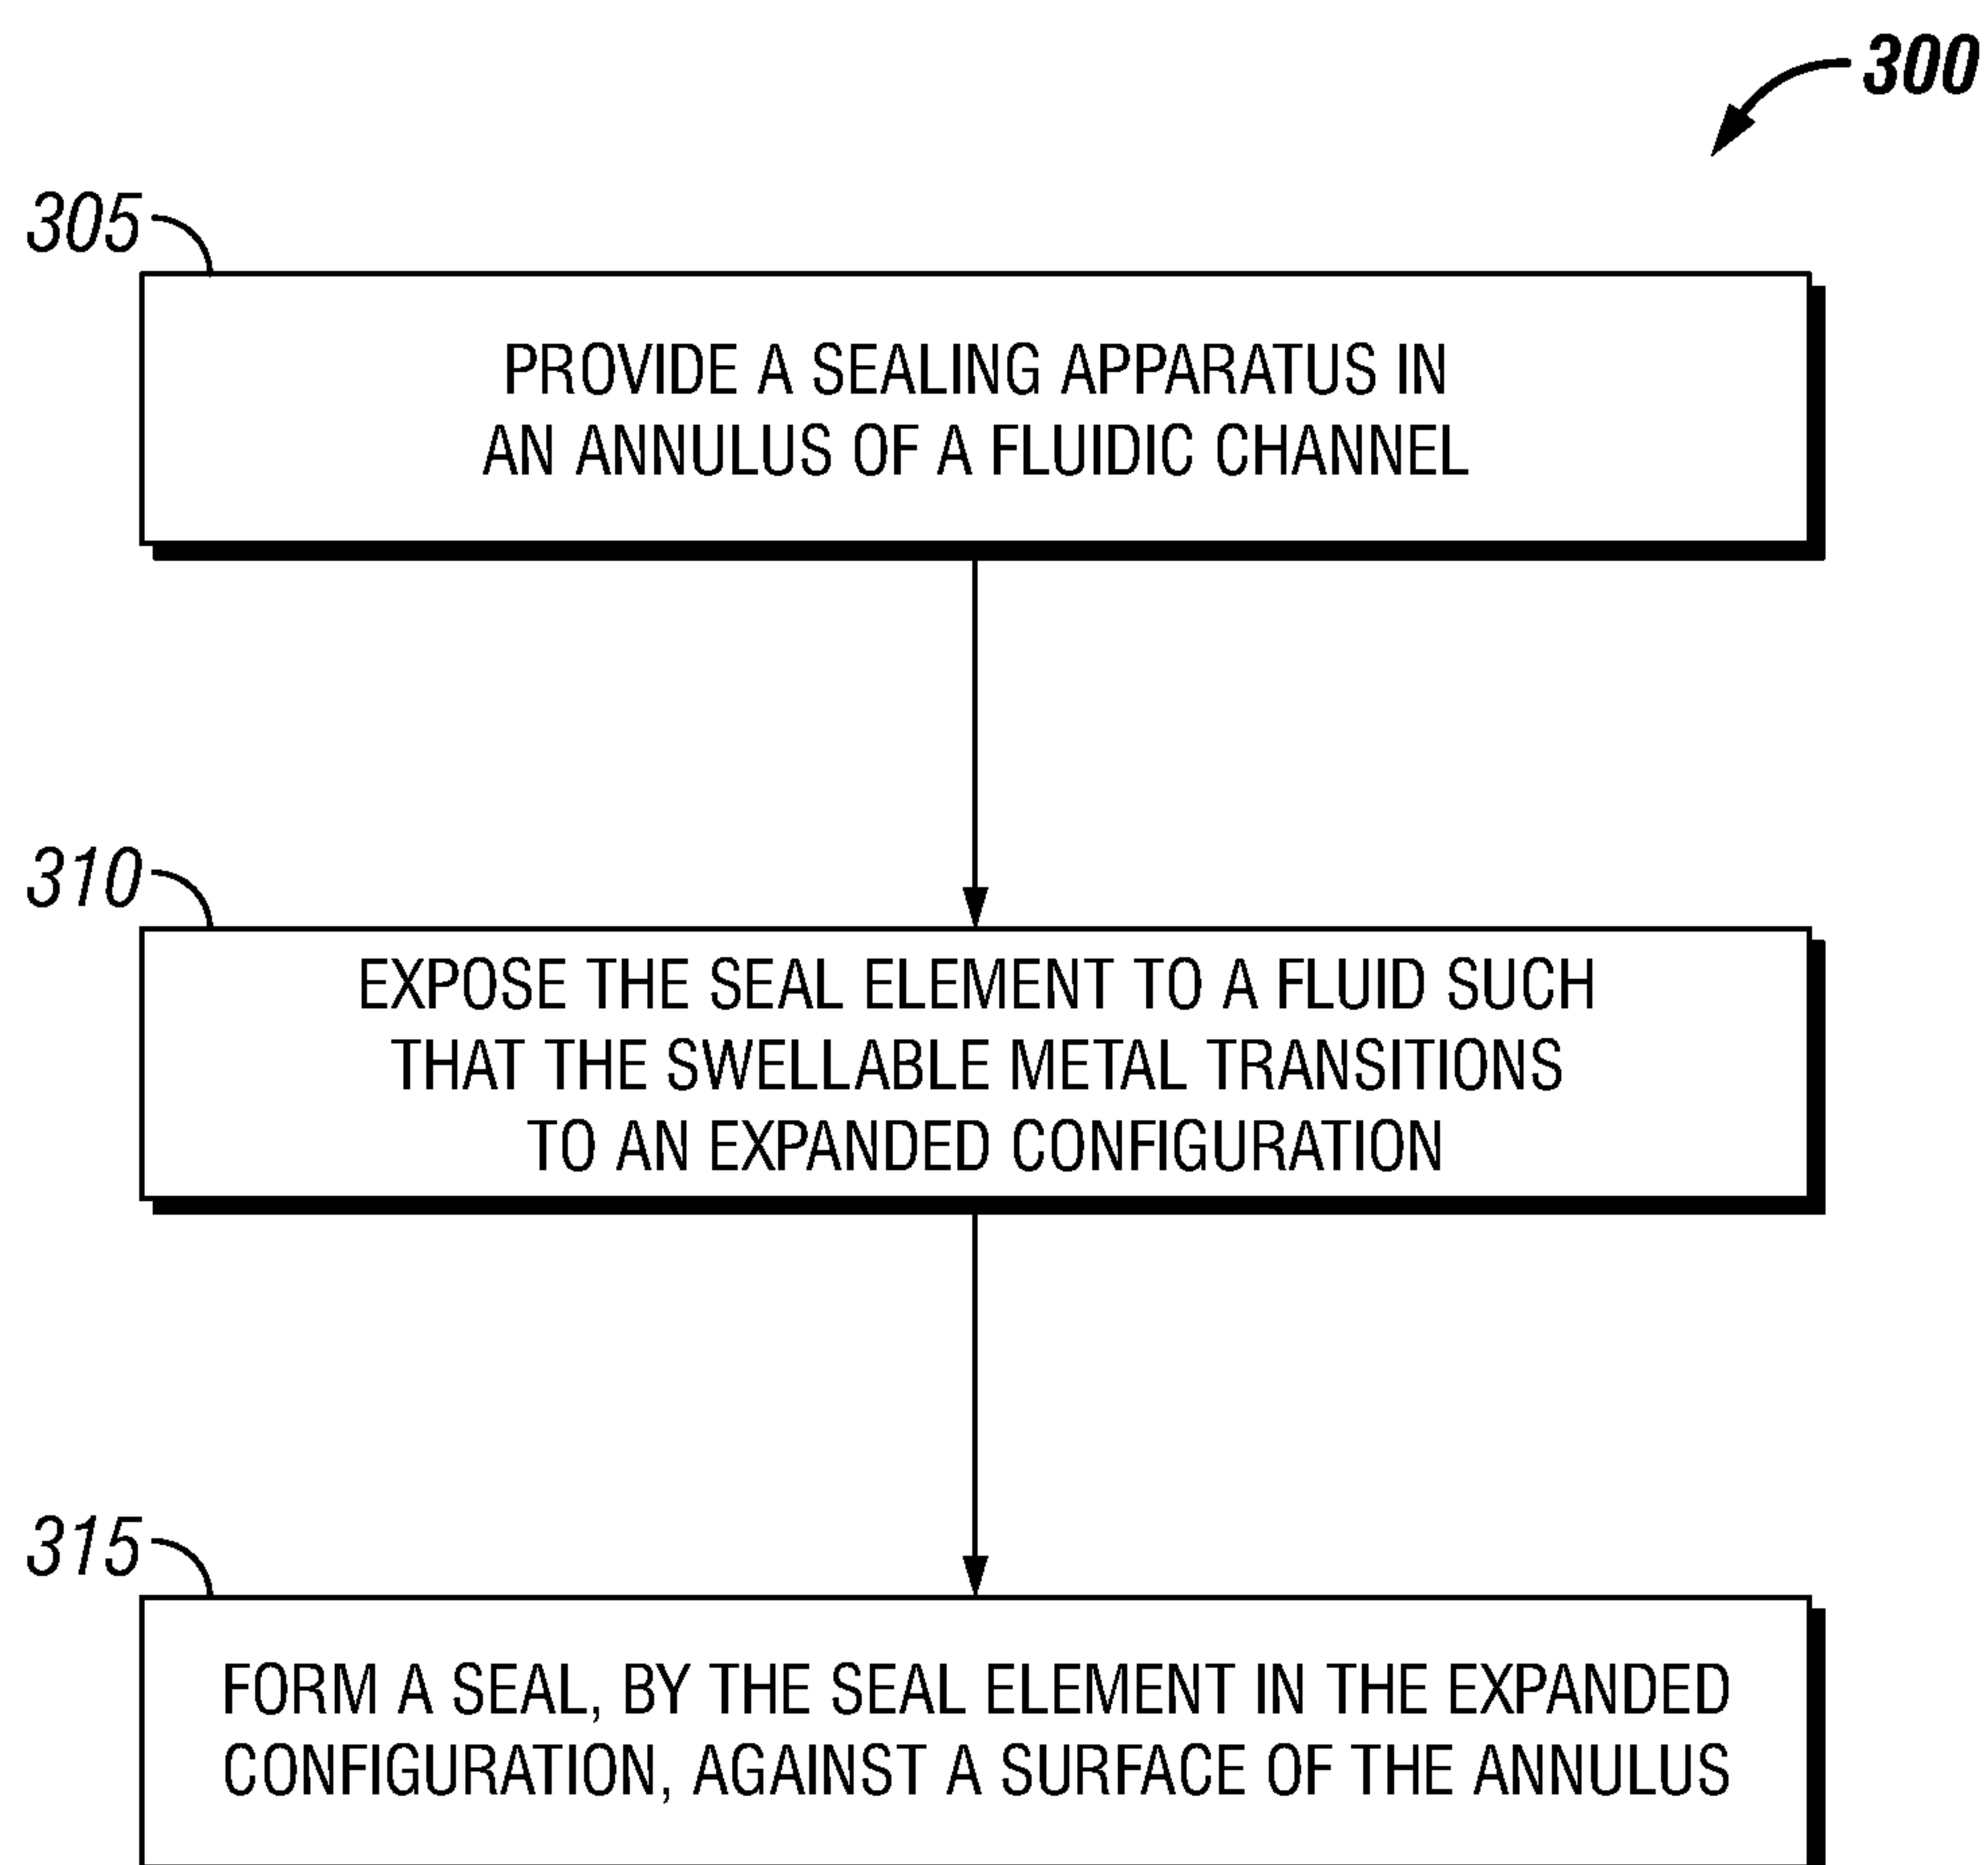 300
305
PROVIDE A SEALING APPARATUS IN
AN ANNULUS OF A FLUIDIC CHANNEL
310
EXPOSE THE SEAL ELEMENT TO A FLUID SUCH
THAT THE SWELLABLE METAL TRANSITIONS
TO AN EXPANDED CONFIGURATION
315
FORM A SEAL, BY THE SEAL ELEMENT IN THE EXPANDED
CONFIGURATION, AGAINST A SURFACE OF THE ANNULUS